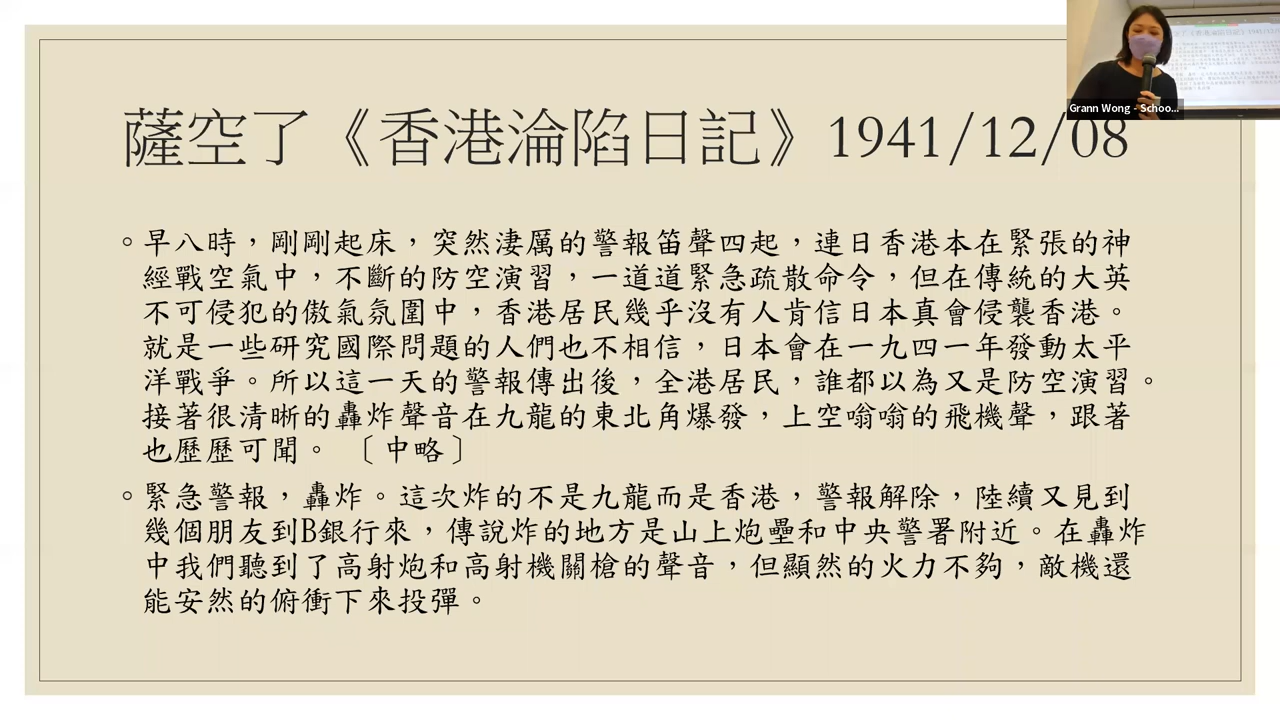 薩空了《香港淪陷日記》1941/12/08
Grann Wong - Schoo...
◦早八時，剛剛起床，突然淒厲的警報笛聲四起，連日香港本在緊張的神
經戰空氣中，不斷的防空演習，一道道緊急疏散命令，但在傳統的大英
不可侵犯的傲氣氛圍中，香港居民幾乎沒有人肯信日本真會侵襲香港。
就是一些研究國際問題的人們也不相信，日本會在一九四一年發動太平
洋戰爭。所以這一天的警報傳出後，全港居民，誰都以為又是防空演習。
接著很清晰的轟炸聲音在九龍的東北角爆發，上空嗡嗡的飛機聲，跟著
也歷歷可聞。〔中略〕
◦緊急警報，轟炸。這次炸的不是九龍而是香港，警報解除，陸續又見到
幾個朋友到B銀行來，傳說炸的地方是山上炮壘和中央警署附近。在轟炸
中我們聽到了高射炮和高射機關槍的聲音，但顯然的火力不夠，敵機還
能安然的俯衝下來投彈。